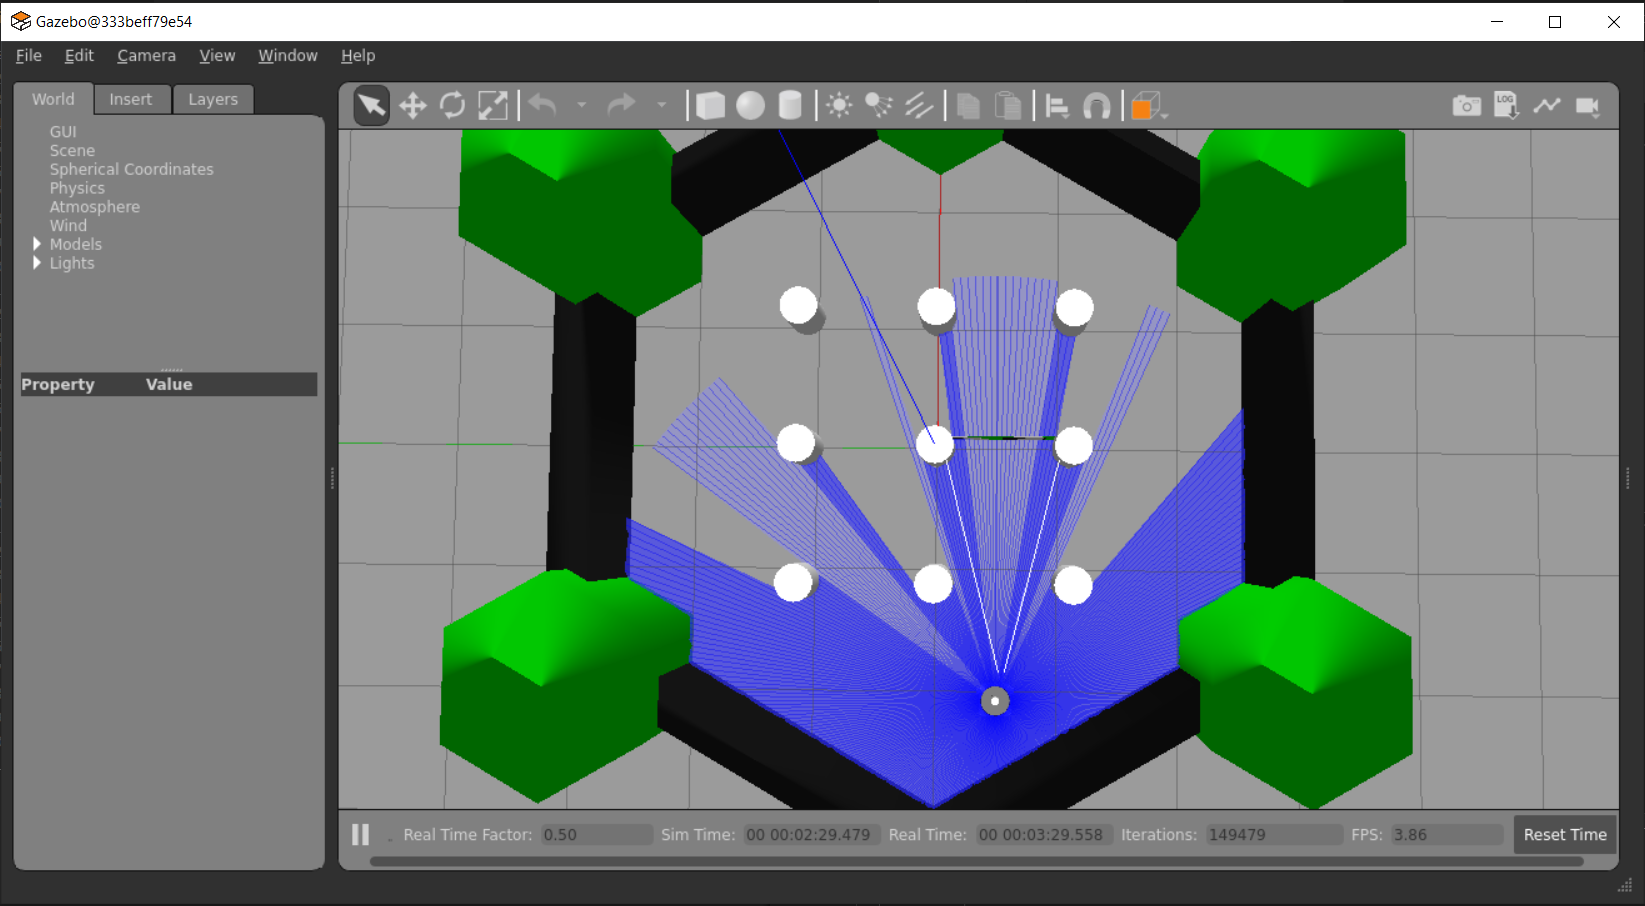 Gazebo@333beff79e54
File Edit Camera View Window Help
World Insert Layers
LOG
GUI
Scene
Spherical Coordinates
Physics
Atmosphere
Wind
Models
Lights
Property Value
Real Time Factor: 0.50 Sim Time: 00 00:02:29.479 Real Time: 00 00:03:29.558 Iterations: 149479 FPS: 3.86 Reset Time